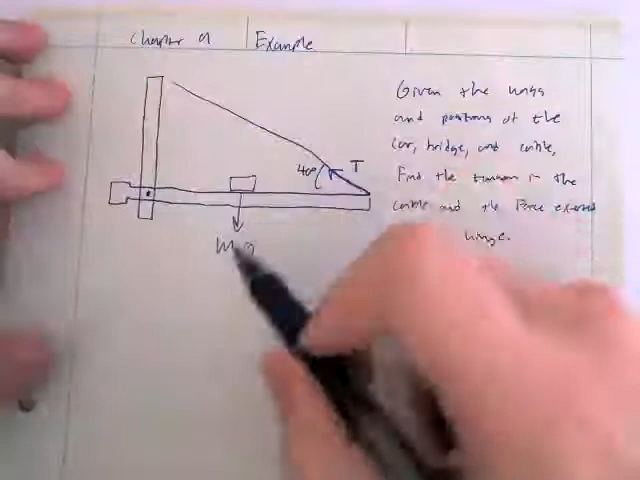 Chapter 9 Example
Given the mass
and positions of the
Car, bridge, and cable,
Find the tension in the
cable and the Force exerted
hinge.
40° T
mg